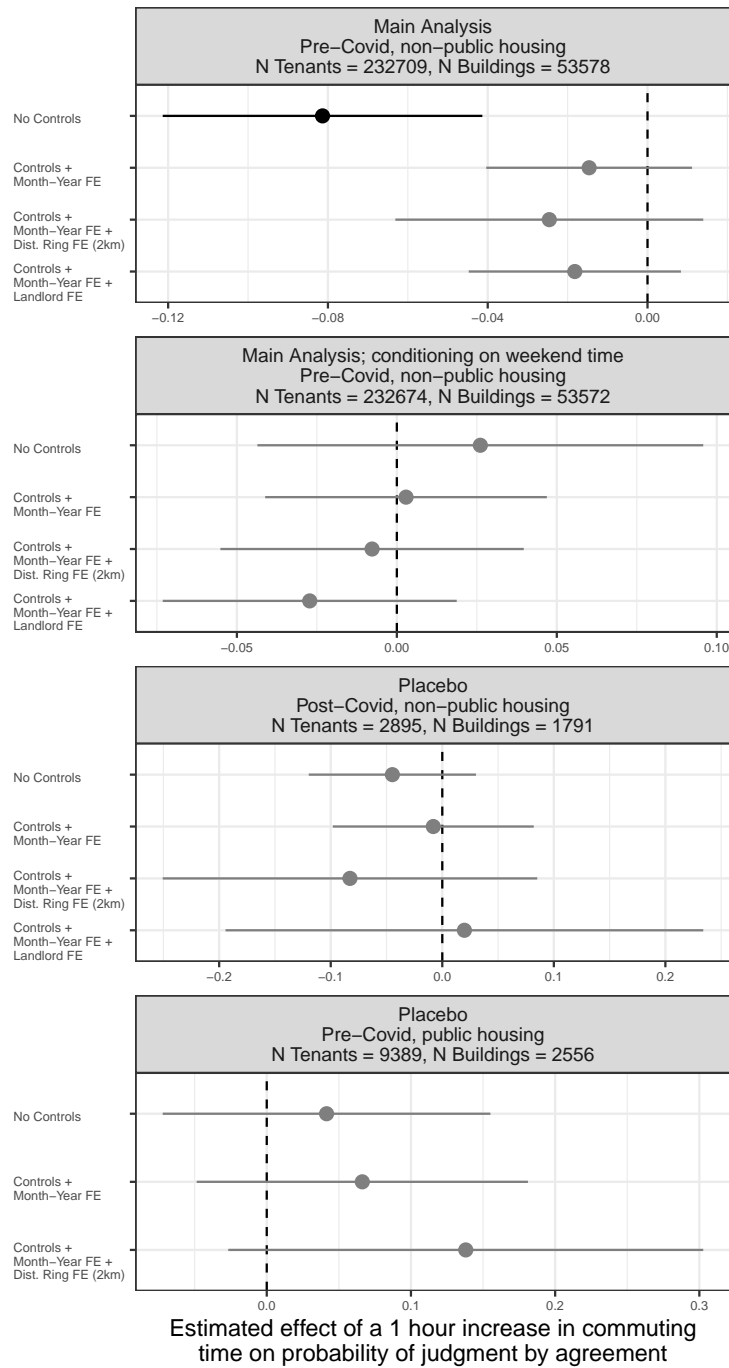 Main Analysis
Pre−Covid, non−public housing
N Tenants = 232709, N Buildings = 53578
No Controls
Controls +
Month−Year FE
Controls +
Month−Year FE +
Dist. Ring FE (2km)
Controls +
Month−Year FE +
Landlord FE
−0.12
−0.08
−0.04
0.00
Main Analysis; conditioning on weekend time
Pre−Covid, non−public housing
N Tenants = 232674, N Buildings = 53572
No Controls
Controls +
Month−Year FE
Controls +
Month−Year FE +
Dist. Ring FE (2km)
Controls +
Month−Year FE +
Landlord FE
−0.05
0.00
0.05
0.10
Placebo
Post−Covid, non−public housing
N Tenants = 2895, N Buildings = 1791
No Controls
Controls +
Month−Year FE
Controls +
Month−Year FE +
Dist. Ring FE (2km)
Controls +
Month−Year FE +
Landlord FE
−0.2
−0.1
0.0
0.1
0.2
Placebo
Pre−Covid, public housing
N Tenants = 9389, N Buildings = 2556
No Controls
Controls +
Month−Year FE
Controls +
Month−Year FE +
Dist. Ring FE (2km)
0.0
0.1
0.2
0.3
Estimated effect of a 1 hour increase in commuting
time on probability of judgment by agreement